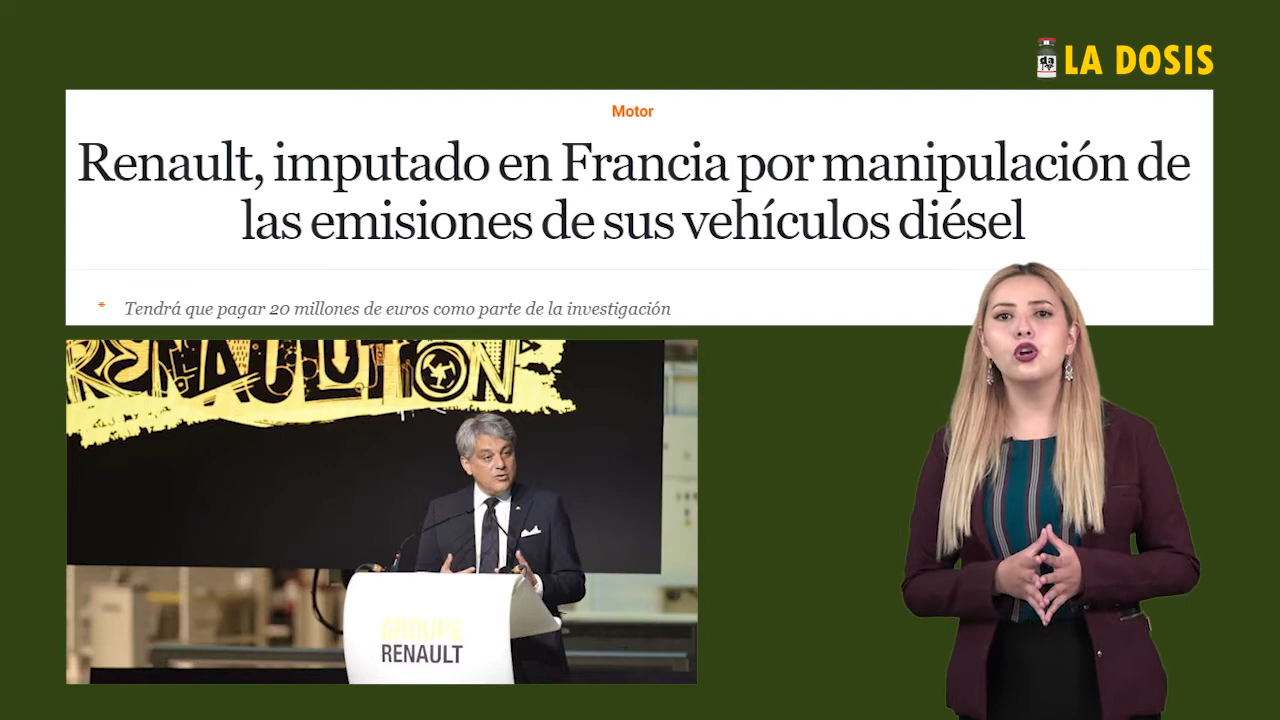 LA DOSIS
Motor
Renault, imputado en Francia por manipulación de
las emisiones de sus vehículos diésel
* Tendrá que pagar 20 millones de euros como parte de la investigación
RENAULUTION
GROUPE
RENAULT